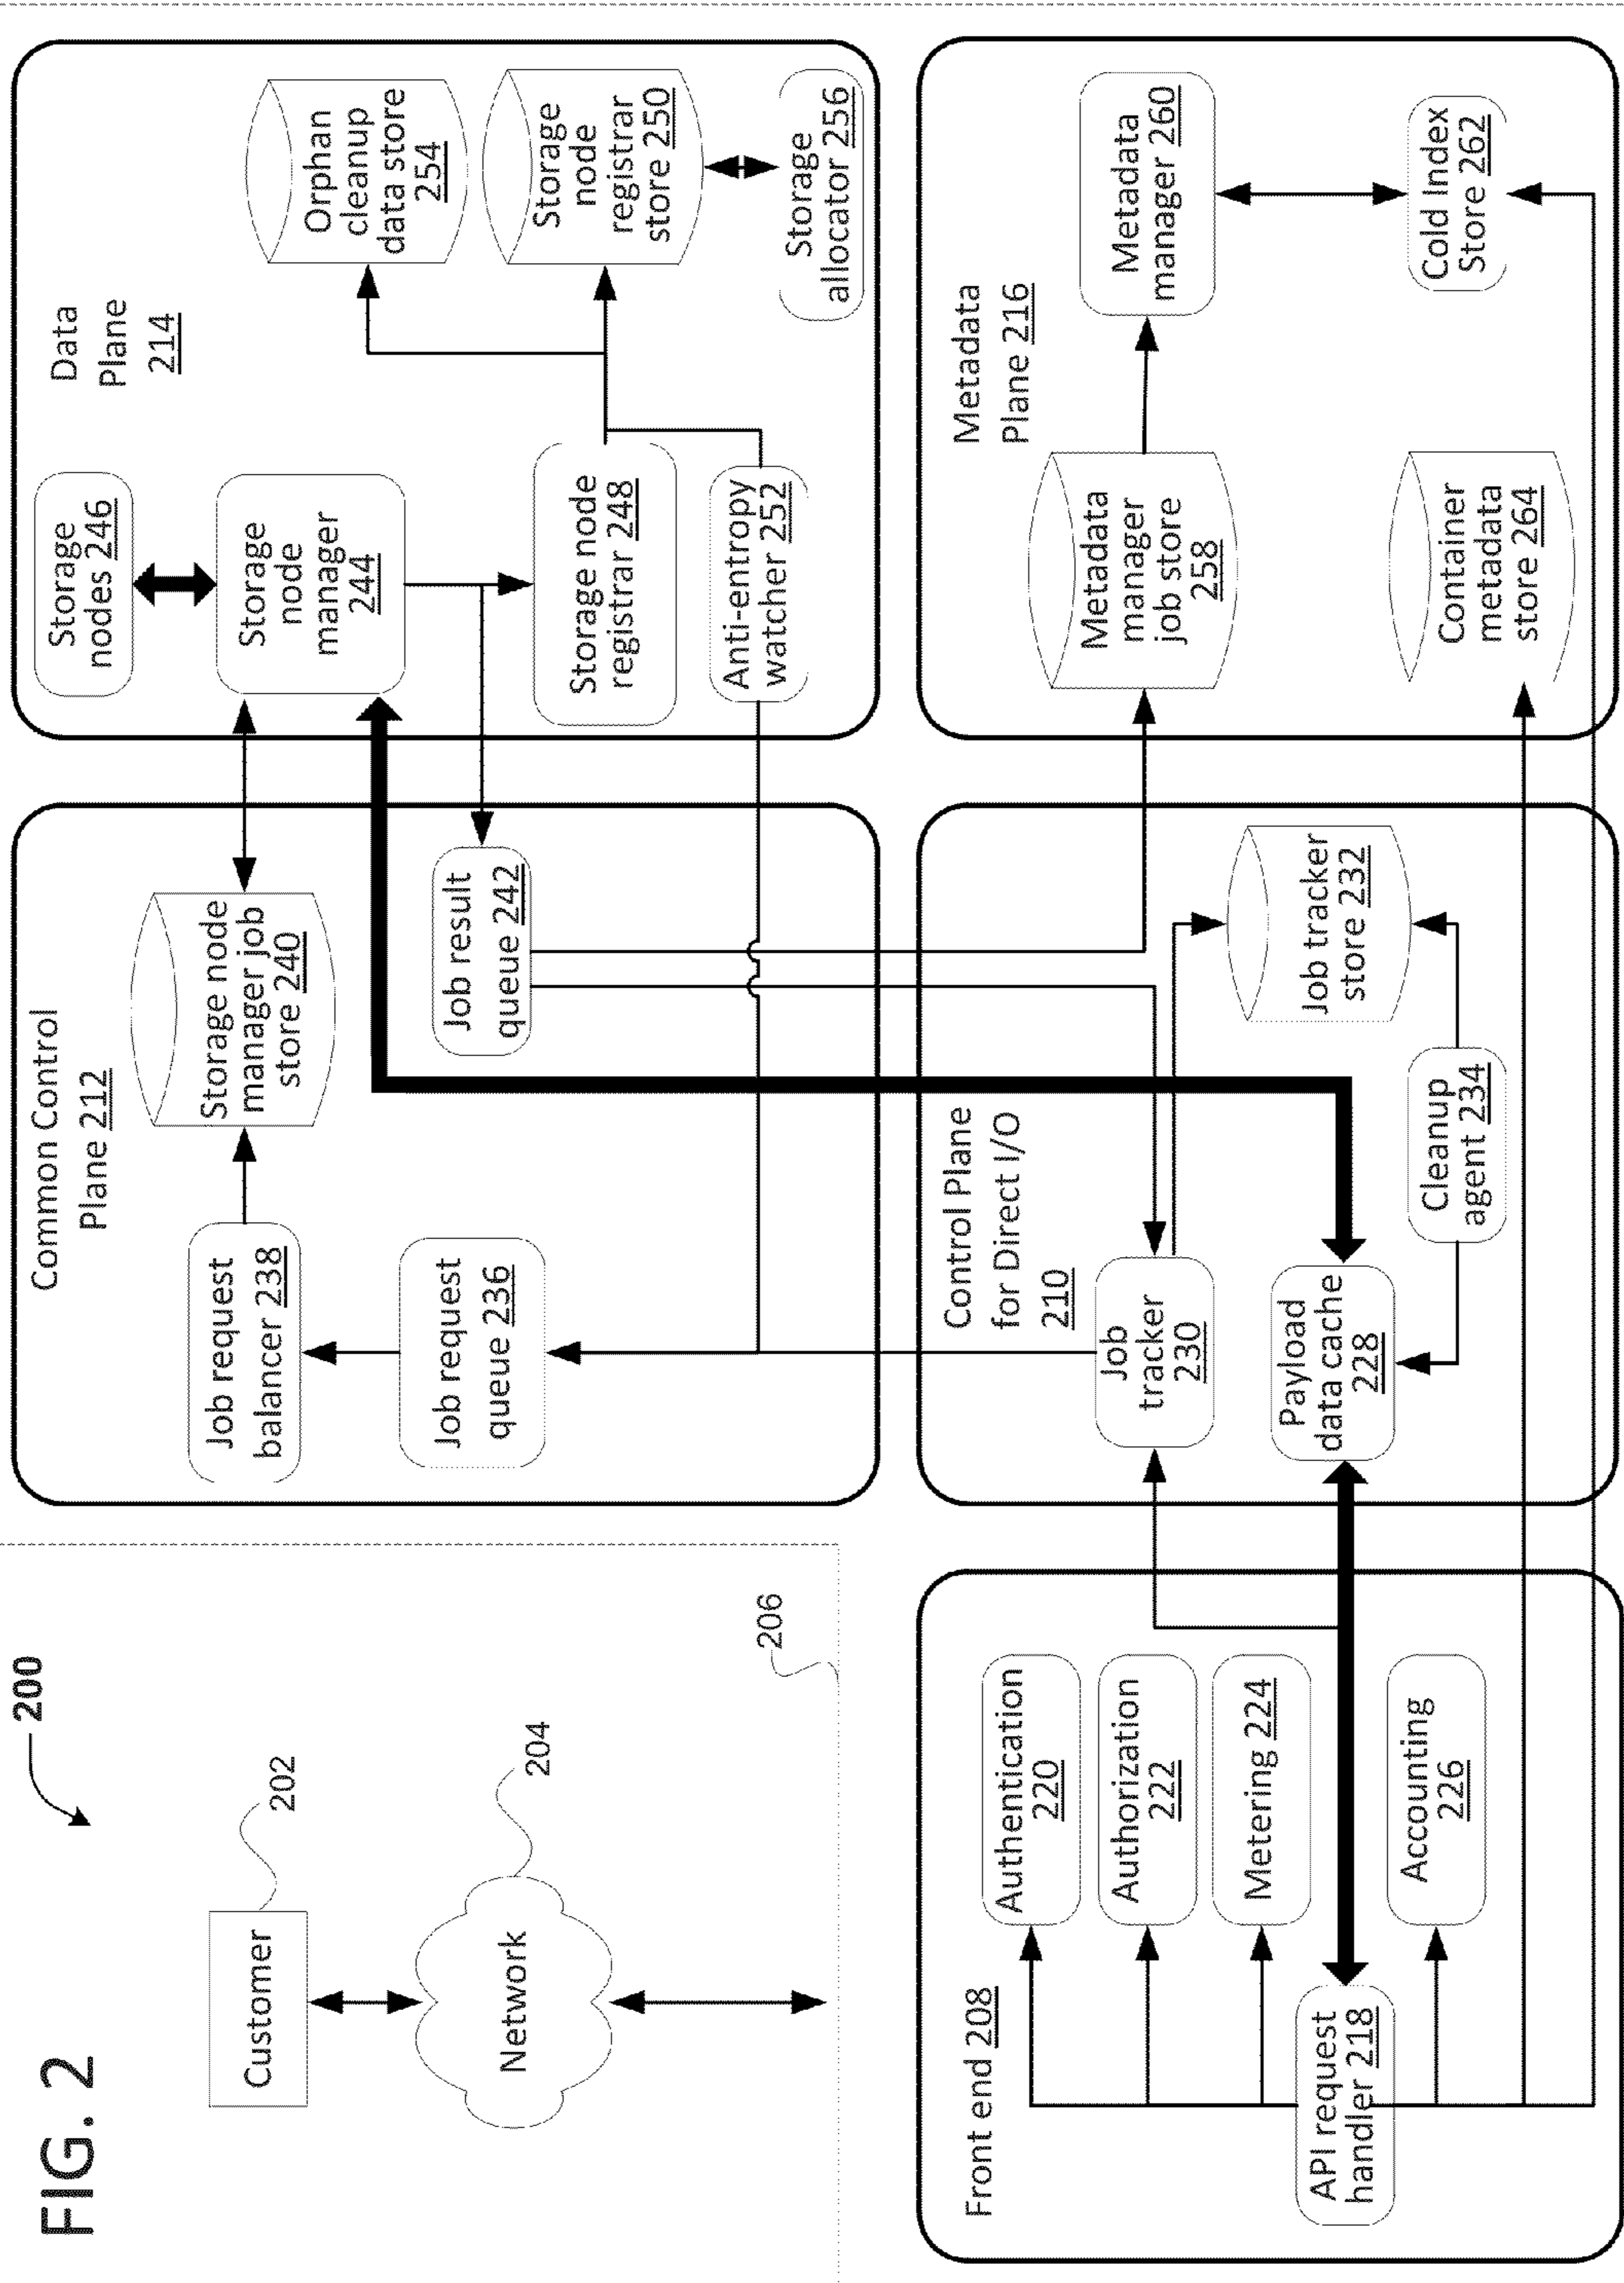 FIG. 2
200
Customer
202
Network
204
206
Front end 208
API request
handler 218
Authentication
220
Authorization
222
Metering 224
Accounting
226
Common Control
Plane 212
Job request
balancer 238
Job request
queue 236
Storage node
manager job
store 240
Job result
queue 242
Control Plane
for Direct I/O
210
Job
tracker
230
Payload
data cache
228
Job tracker
store 232
Cleanup
agent 234
Data
Plane
214
Storage
nodes 246
Storage
node
manager
244
Storage node
registrar 248
Anti-entropy
watcher 252
Orphan
cleanup
data store
254
Storage
node
registrar
store 250
Storage
allocator 256
Metadata
Plane 216
Metadata
manager
job store
258
Metadata
manager 260
Container
metadata
store 264
Cold Index
Store 262